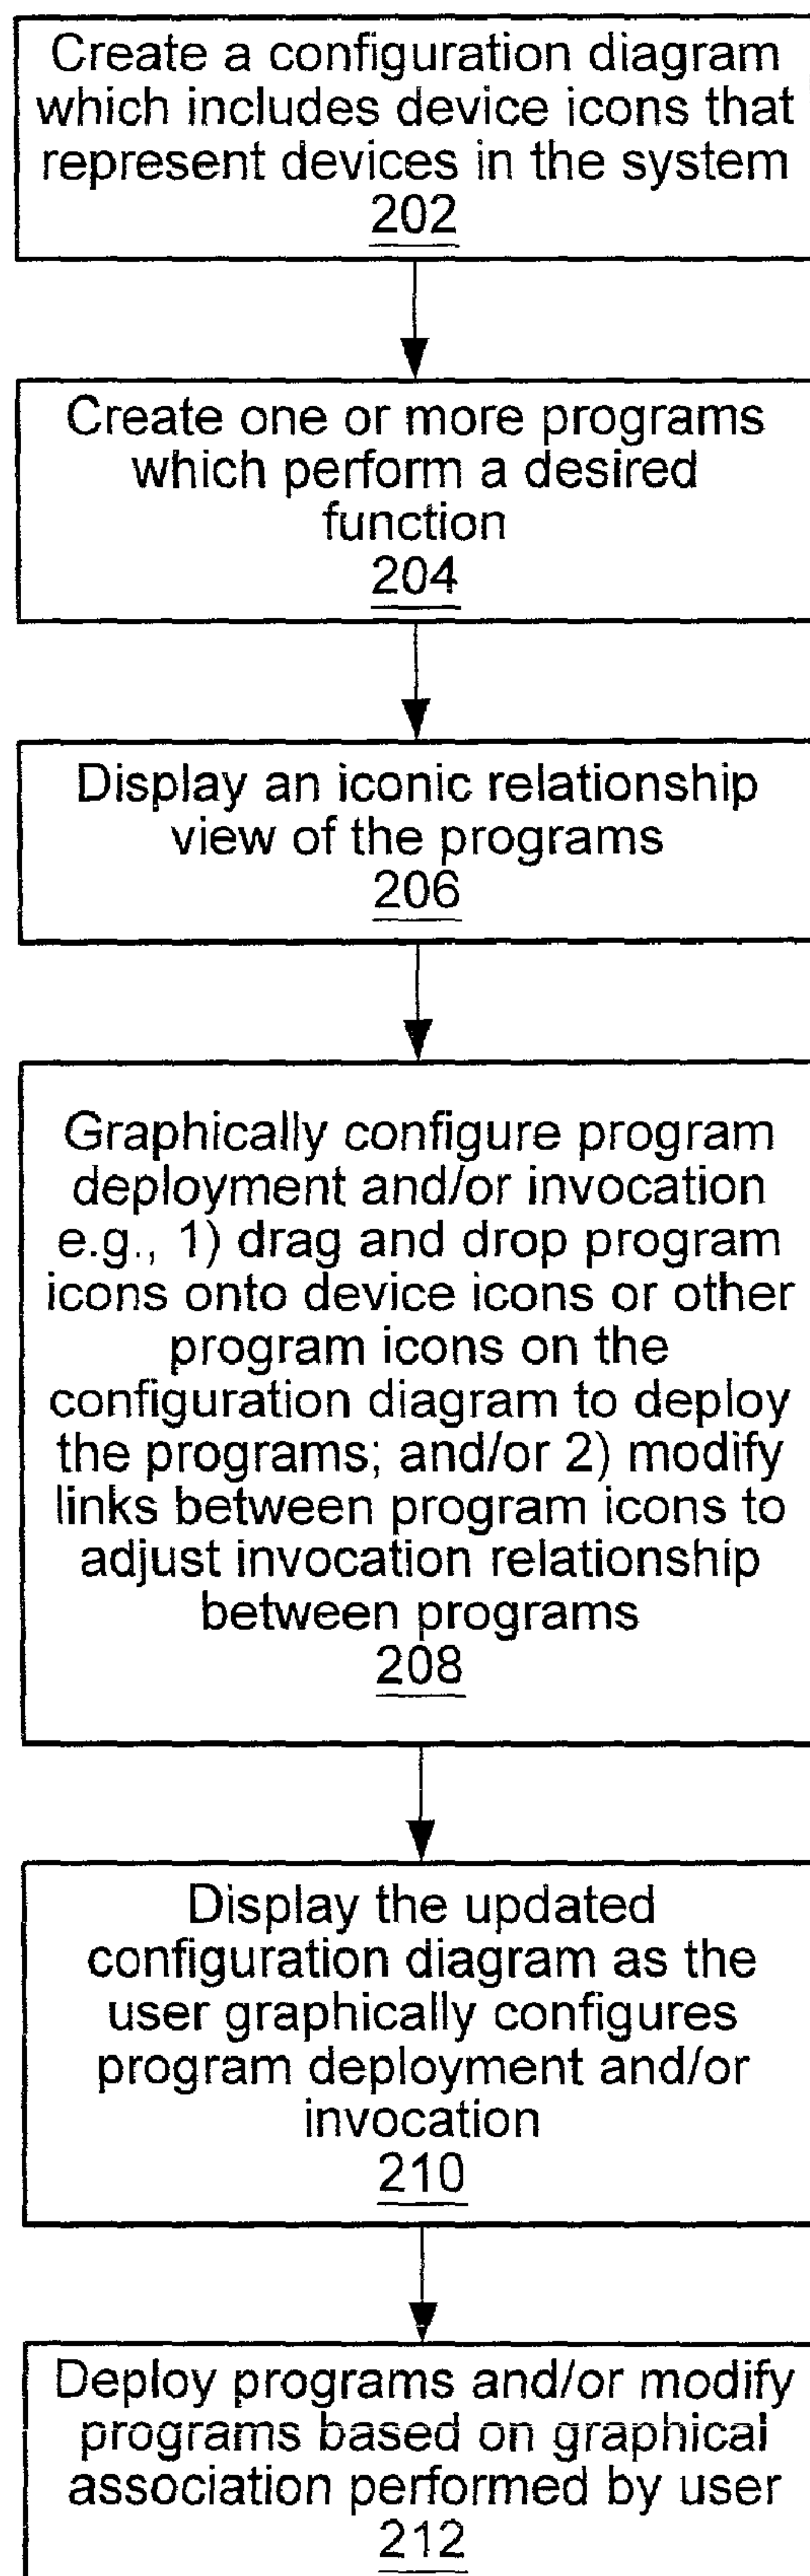 Create a configuration diagram
which includes device icons that
represent devices in the system
202
Create one or more programs
which perform a desired
function
204
Display an iconic relationship
view of the programs
206
Graphically configure program
deployment and/or invocation
e.g., 1) drag and drop program
icons onto device icons or other
program icons on the
configuration diagram to deploy
the programs; and/or 2) modify
links between program icons to
adjust invocation relationship
between programs
208
Display the updated
configuration diagram as the
user graphically configures
program deployment and/or
invocation
210
Deploy programs and/or modify
programs based on graphical
association performed by user
212